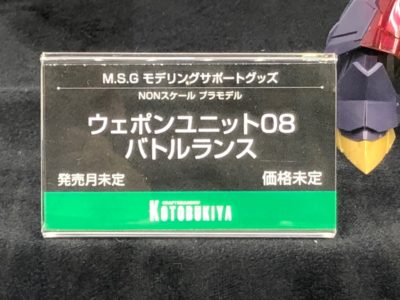 M.S.G モデリングサポートグッズ
NONスケール プラモデル
ウェポンユニット08
バトルランス
発売月未定 価格未定
KOTOBUKIYA